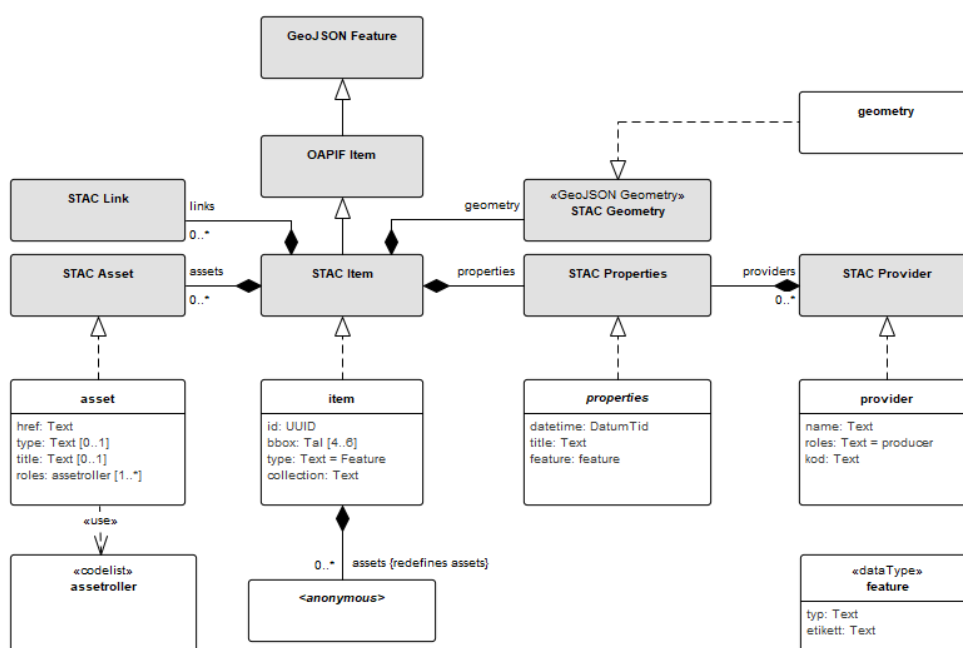 GeoJSON Feature
geometry
OAPIF Item
STAC Link
links
0..*
geometry
«GeoJSON Geometry»
STAC Geometry
STAC Asset
assets
0..*
STAC Item
properties
STAC Properties
providers
0..*
STAC Provider
asset
href: Text
type: Text [0..1]
title: Text [0..1]
roles: assetroller [1..*]
item
id: UUID
bbox: Tal [4..6]
type: Text = Feature
collection: Text
properties
datetime: DatumTid
title: Text
feature: feature
provider
name: Text
roles: Text = producer
kod: Text
«use»
«codelist»
assetroller
0..*
assets {redefines assets}
<anonymous>
«dataType»
feature
typ: Text
etikett: Text